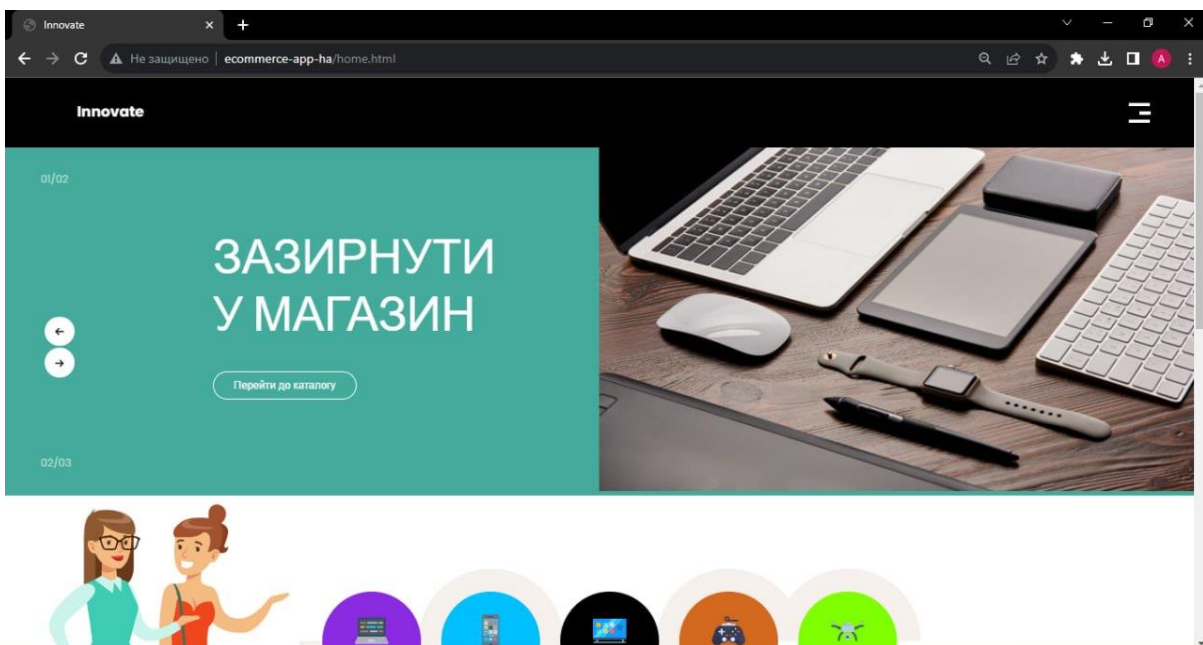 Innovate
Не защищено
ecommerce-app-ha/home.html
A
Innovate
01/02
ЗАЗИРНУТИ
У МАГАЗИН
Перейти до каталогу
02/03